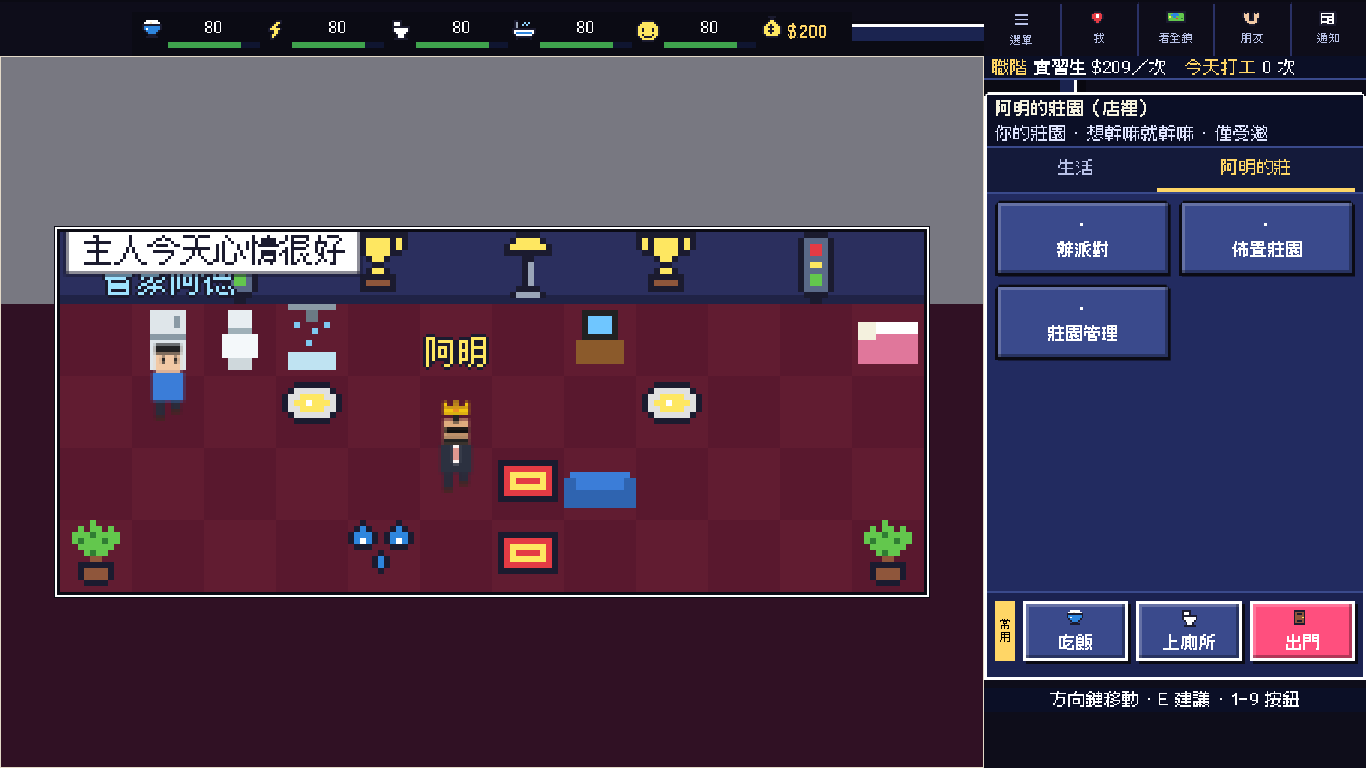 80 80 80 80 80 $200
選單 我 看全鎮 朋友 通知
職階 實習生 $209/次 今天打工 0 次
阿明的莊園（店裡）
你的莊園 · 想幹嘛就幹嘛 · 僅受邀
生活 阿明的莊
辦派對 佈置莊園
莊園管理
主人今天心情很好
管家阿德
阿明
常用 吃飯 上廁所 出門
方向鍵移動 · E 建議 · 1-9 按鈕